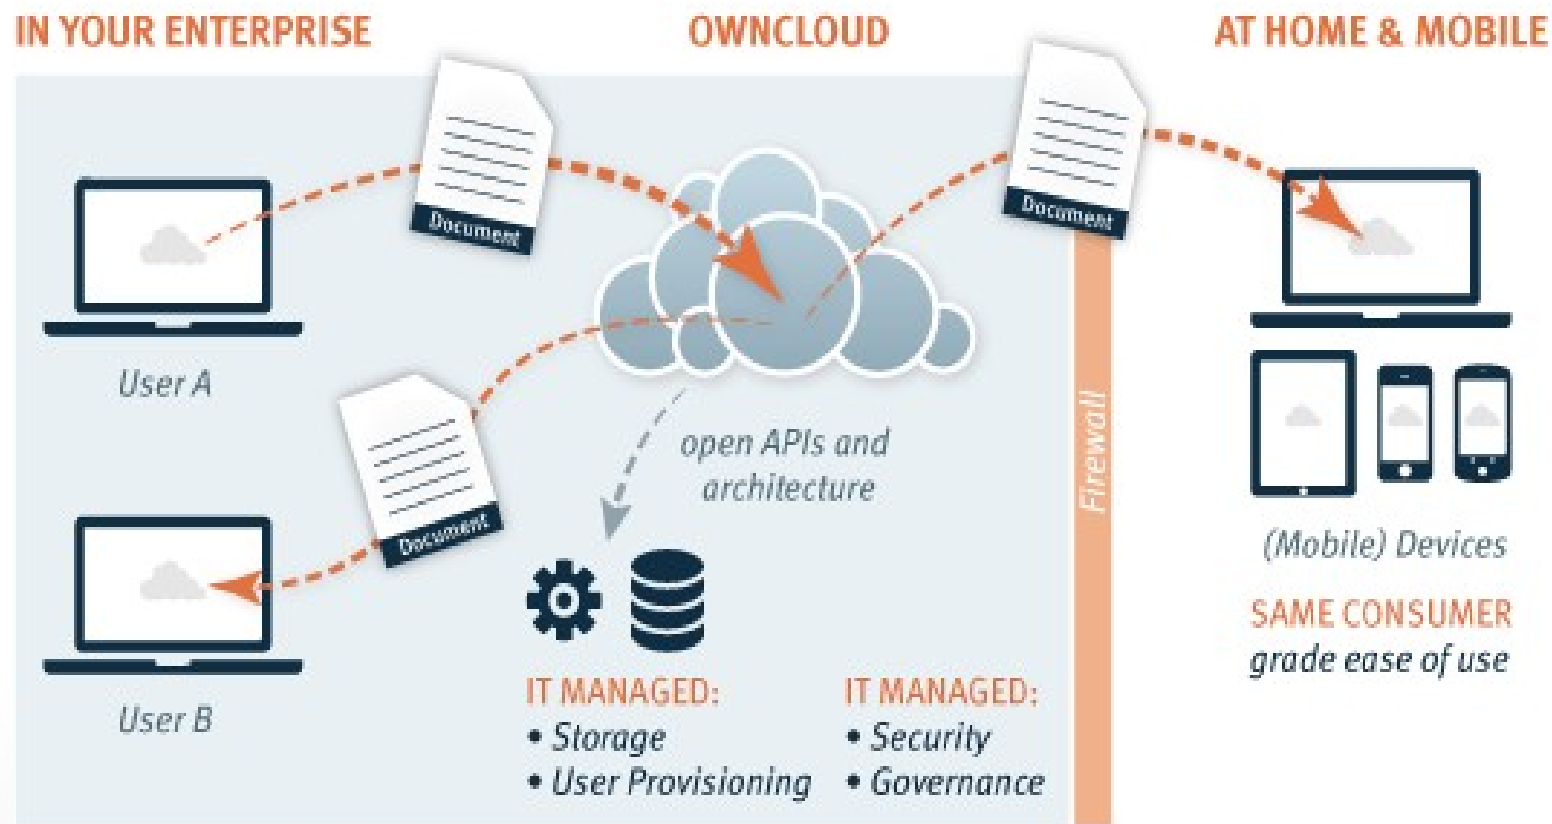 IN YOUR ENTERPRISE
OWNCLOUD
AT HOME & MOBILE
Document
Document
User A
Document
open APIs and
architecture
Firewall
User B
IT MANAGED:
• Storage
• User Provisioning
IT MANAGED:
• Security
• Governance
(Mobile) Devices
SAME CONSUMER
grade ease of use